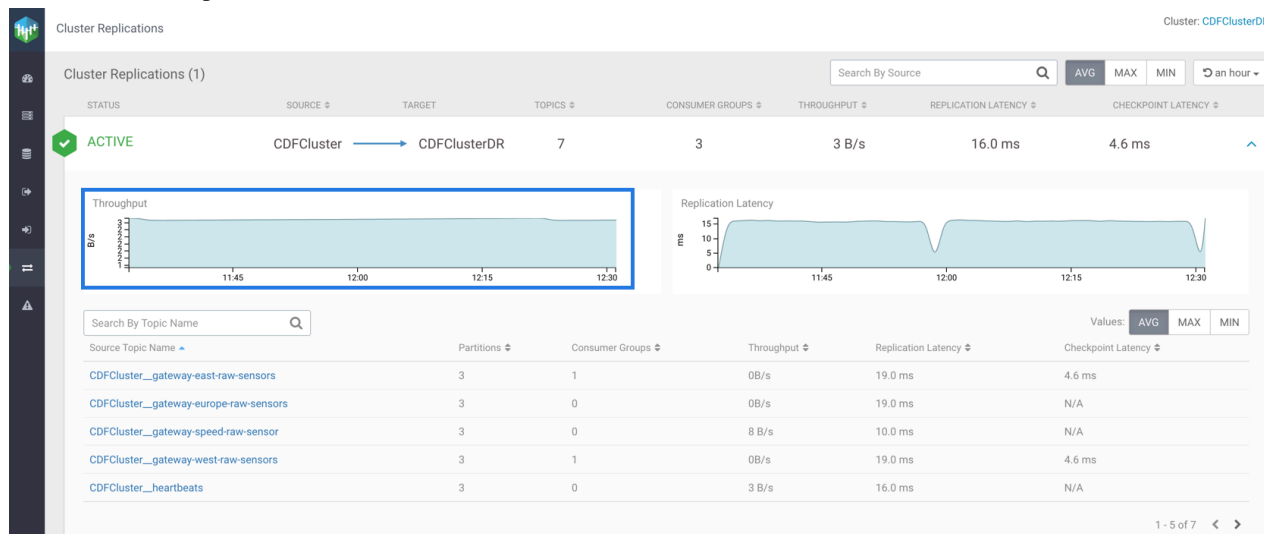 Cluster Replications
Cluster: CDFClusterD
Cluster Replications (1)
Search By Source
AVG MAX MIN
an hour
STATUS SOURCE TARGET TOPICS CONSUMER GROUPS THROUGHPUT REPLICATION LATENCY CHECKPOINT LATENCY
ACTIVE CDFCluster CDFClusterDR 7 3 3 B/s 16.0 ms 4.6 ms
Throughput
B/s
3
2
2
2
2
1
11:45 12:00 12:15 12:30
Replication Latency
ms
15
10
5
0
11:45 12:00 12:15 12:30
Search By Topic Name
Values: AVG MAX MIN
Source Topic Name Partitions Consumer Groups Throughput Replication Latency Checkpoint Latency
CDFCluster__gateway-east-raw-sensors 3 1 0B/s 19.0 ms 4.6 ms
CDFCluster__gateway-europe-raw-sensors 3 0 0B/s 19.0 ms N/A
CDFCluster__gateway-speed-raw-sensor 3 0 8 B/s 10.0 ms N/A
CDFCluster__gateway-west-raw-sensors 3 1 0B/s 19.0 ms 4.6 ms
CDFCluster__heartbeats 3 0 3 B/s 16.0 ms N/A
1 - 5 of 7